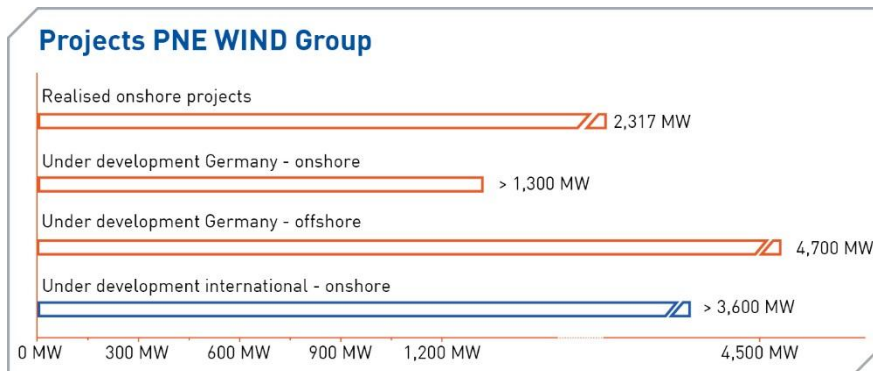 Projects PNE WIND Group
Realised onshore projects
2,317 MW
Under development Germany - onshore
> 1,300 MW
Under development Germany - offshore
4,700 MW
Under development international - onshore
> 3,600 MW
0 MW 300 MW 600 MW 900 MW 1,200 MW 4,500 MW